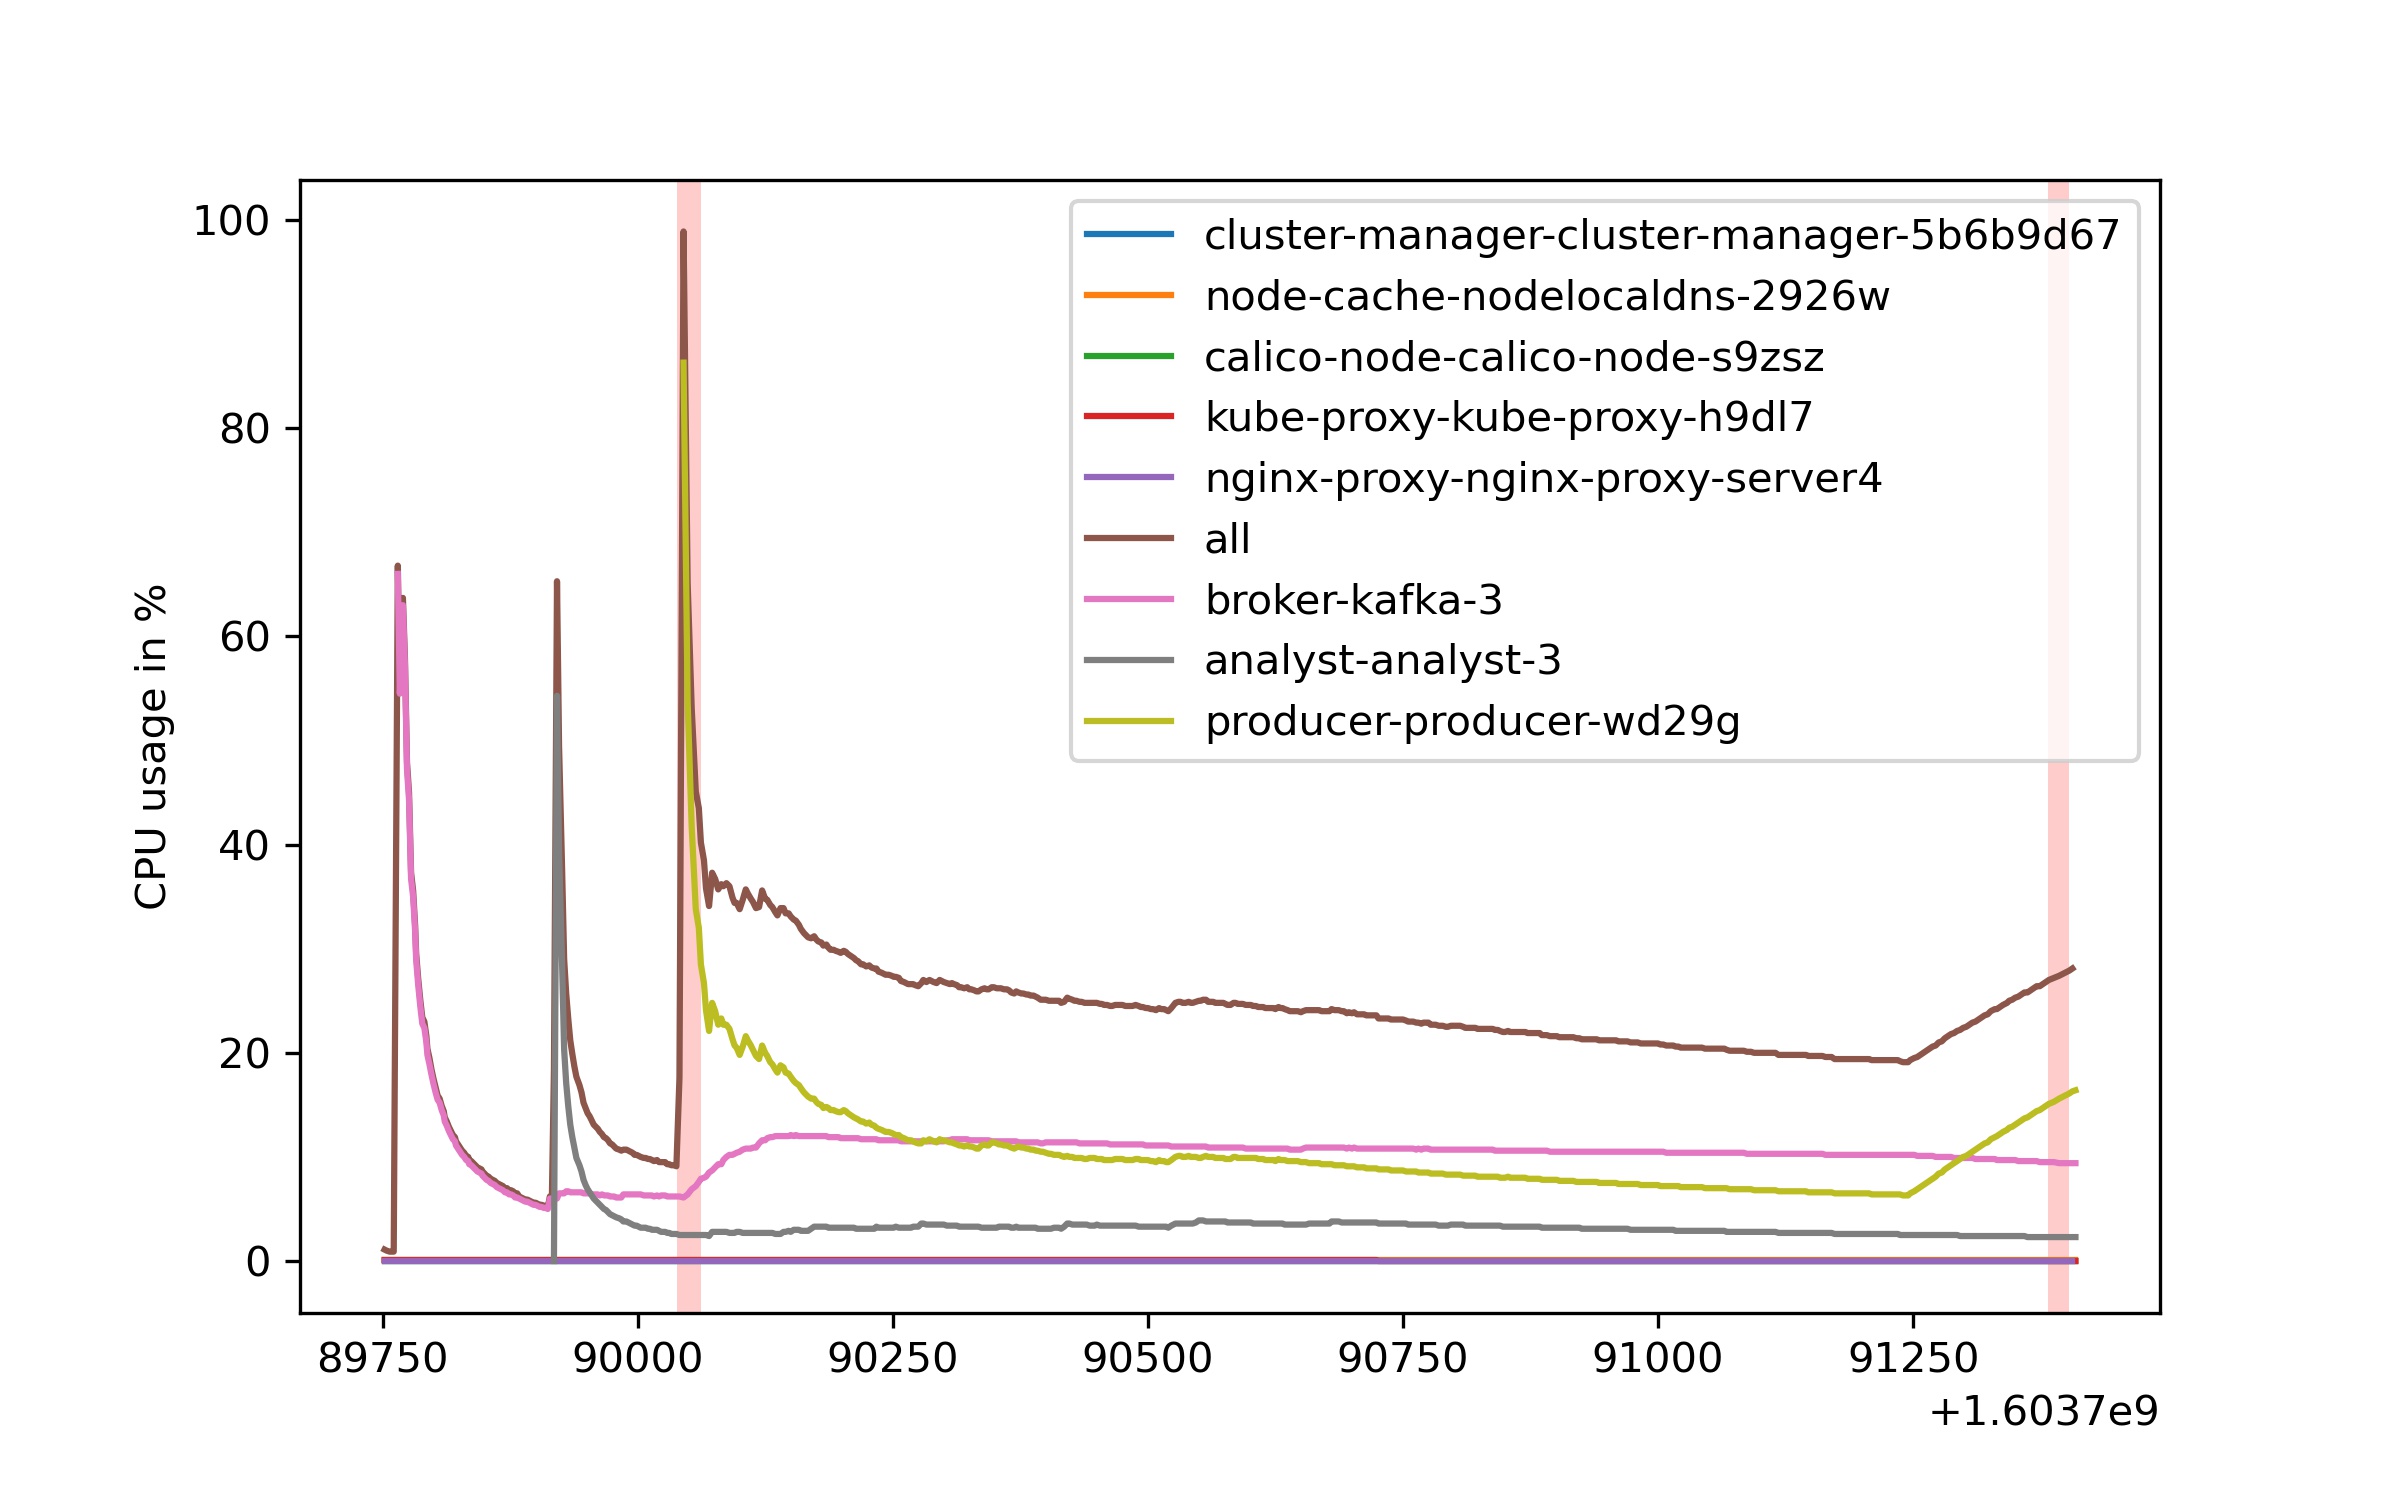 CPU usage in %
100
80
60
40
20
0
cluster-manager-cluster-manager-5b6b9d67
node-cache-nodelocaldns-2926w
calico-node-calico-node-s9zsz
kube-proxy-kube-proxy-h9dl7
nginx-proxy-nginx-proxy-server4
all
broker-kafka-3
analyst-analyst-3
producer-producer-wd29g
89750 90000 90250 90500 90750 91000 91250
+1.6037e9